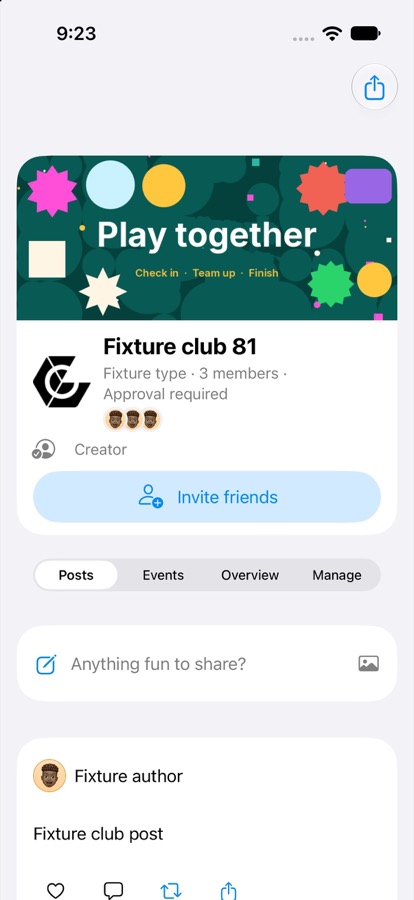 9:23
Play together
Check in · Team up · Finish
Fixture club 81
Fixture type · 3 members ·
Approval required
Creator
Invite friends
Posts
Events
Overview
Manage
Anything fun to share?
Fixture author
Fixture club post